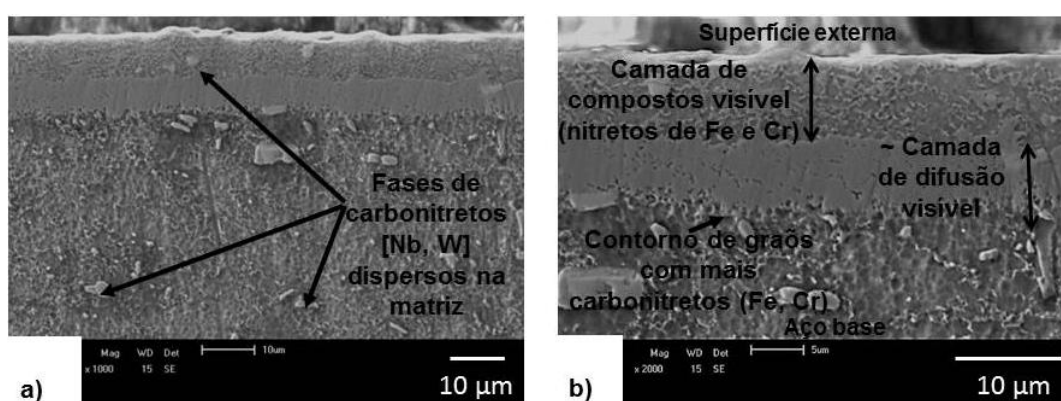 Fases de
carbonitretos
[Nb, W]
dispersos na
matriz
Mag WD Det
x 1000 15 SE
10um
a)
10 µm
Superfície externa
Camada de
compostos visível
(nitretos de Fe e Cr)
~ Camada
de difusão
visível
Contorno de graõs
com mais
carbonitretos (Fe, Cr)
Aço base
Mag WD Det
x 2000 15 SE
5um
b)
10 µm